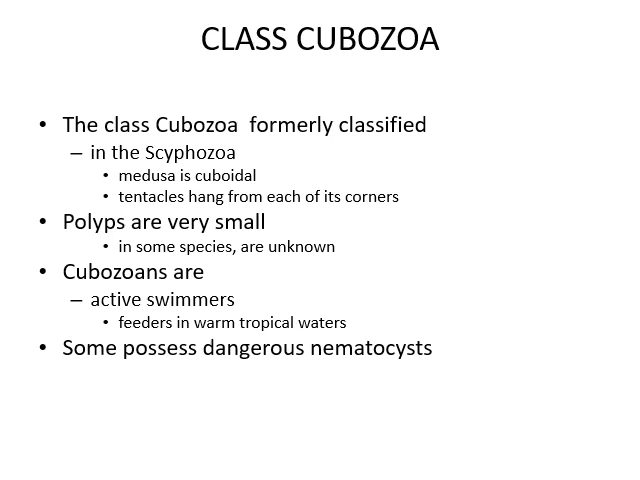 CLASS CUBOZOA
• The class Cubozoa  formerly classified
– in the Scyphozoa
• medusa is cuboidal
• tentacles hang from each of its corners
• Polyps are very small
• in some species, are unknown
• Cubozoans are
– active swimmers
• feeders in warm tropical waters
• Some possess dangerous nematocysts